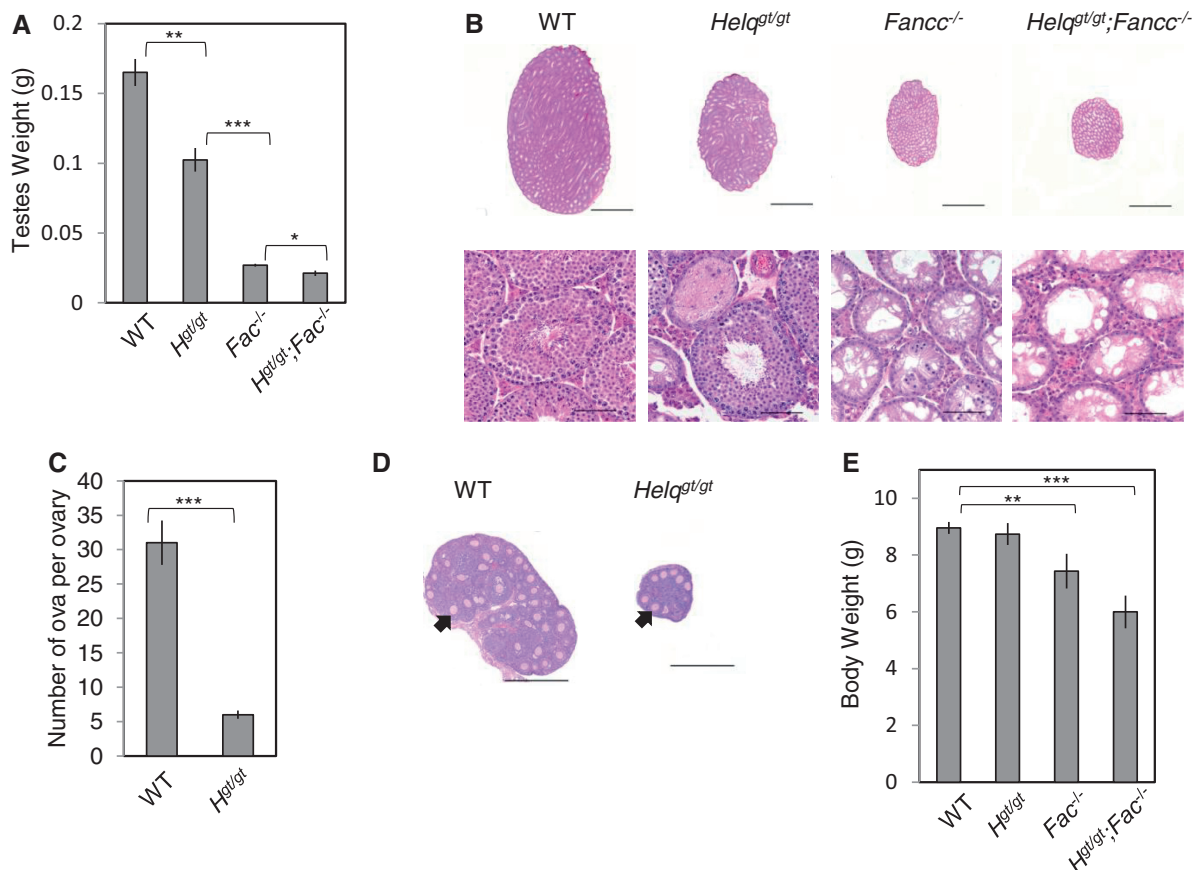 A
Testes Weight (g)
0.2
0.15
0.1
0.05
0
**
***
*
WT
Hgt/gt
Fac-/-
Hgt/gt;Fac-/-
B
WT
Helqgt/gt
Fancc-/-
Helqgt/gt;Fancc-/-
C
Number of ova per ovary
40
35
30
25
20
15
10
5
0
***
WT
Hgt/gt
D
WT
Helqgt/gt
E
Body Weight (g)
10
8
6
4
2
0
***
**
WT
Hgt/gt
Fac-/-
Hgt/gt;Fac-/-